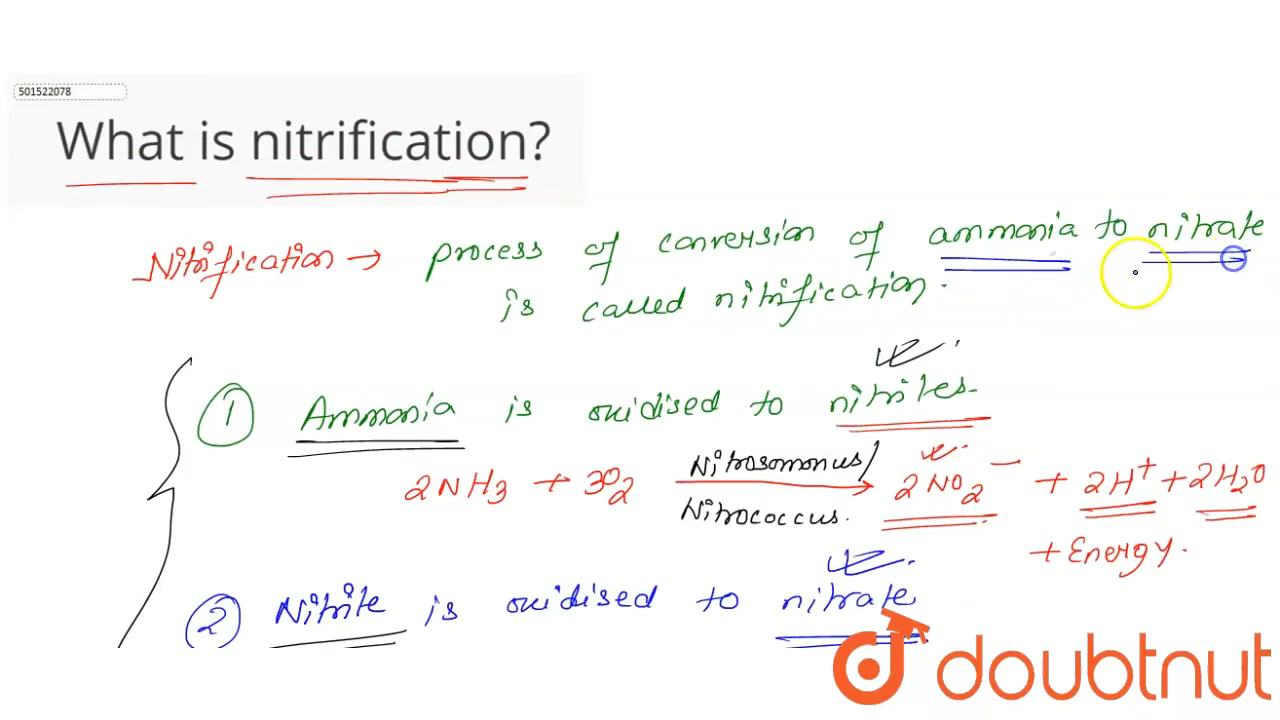 501522078
What is nitrification?
Nitrification → process of conversion of ammonia to nitrate
is called nitrification.
1 Ammonia is oxidised to nitrites.
2NH3 + 3O2 Nitrosomonus/ Nitrococcus. → 2NO2⁻ + 2H⁺ + 2H2O
+ Energy.
2 Nitrite is oxidised to nitrate
doubtnut